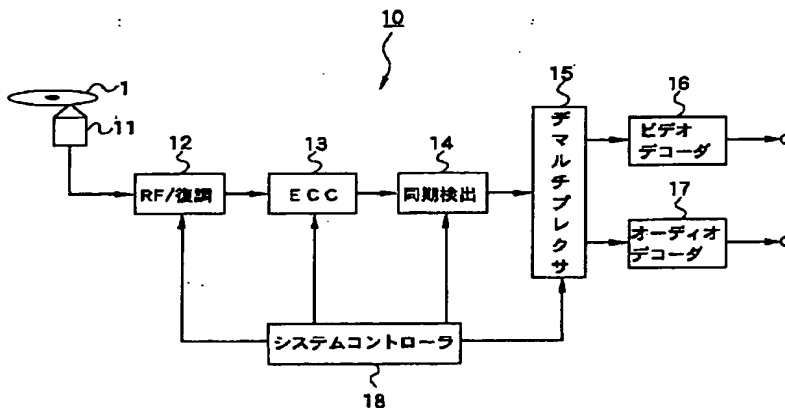 10
1
11
12
RF/復調
13
ECC
14
同期検出
15
デマルチプレクサ
16
ビデオ
デコーダ
17
オーディオ
デコーダ
システムコントローラ
18